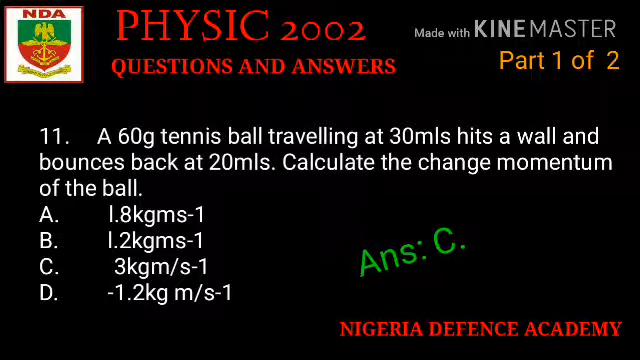 NDA
PHYSIC 2002
Made with KINEMASTER
QUESTIONS AND ANSWERS
Part 1 of 2
11. A 60g tennis ball travelling at 30mls hits a wall and
bounces back at 20mls. Calculate the change momentum
of the ball.
A. l.8kgms-1
B. l.2kgms-1
C. 3kgm/s-1
D. -1.2kg m/s-1
Ans: C.
NIGERIA DEFENCE ACADEMY